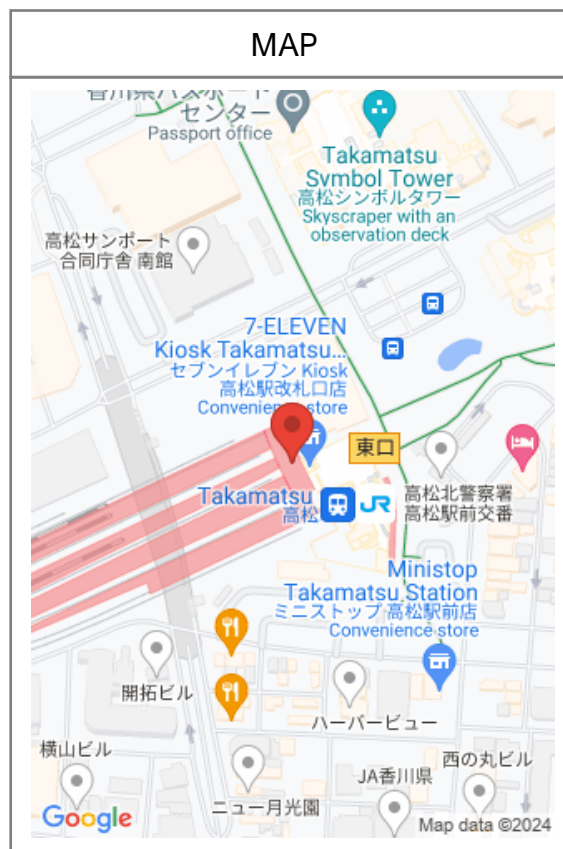 MAP
香川県パスポート
センター
Passport office
Takamatsu
Symbol Tower
高松シンボルタワー
Skyscraper with an
observation deck
高松サンポート
合同庁舎 南館
7-ELEVEN
Kiosk Takamatsu...
セブンイレブン Kiosk
高松駅改札口店
Convenience store
東口
Takamatsu
高松
JR
高松北警察署
高松駅前交番
Ministop
Takamatsu Station
ミニストップ 高松駅前店
Convenience store
開拓ビル
ハーバービュー
横山ビル
ニュー月光園
JA香川県
西の丸ビル
Google
Map data ©2024